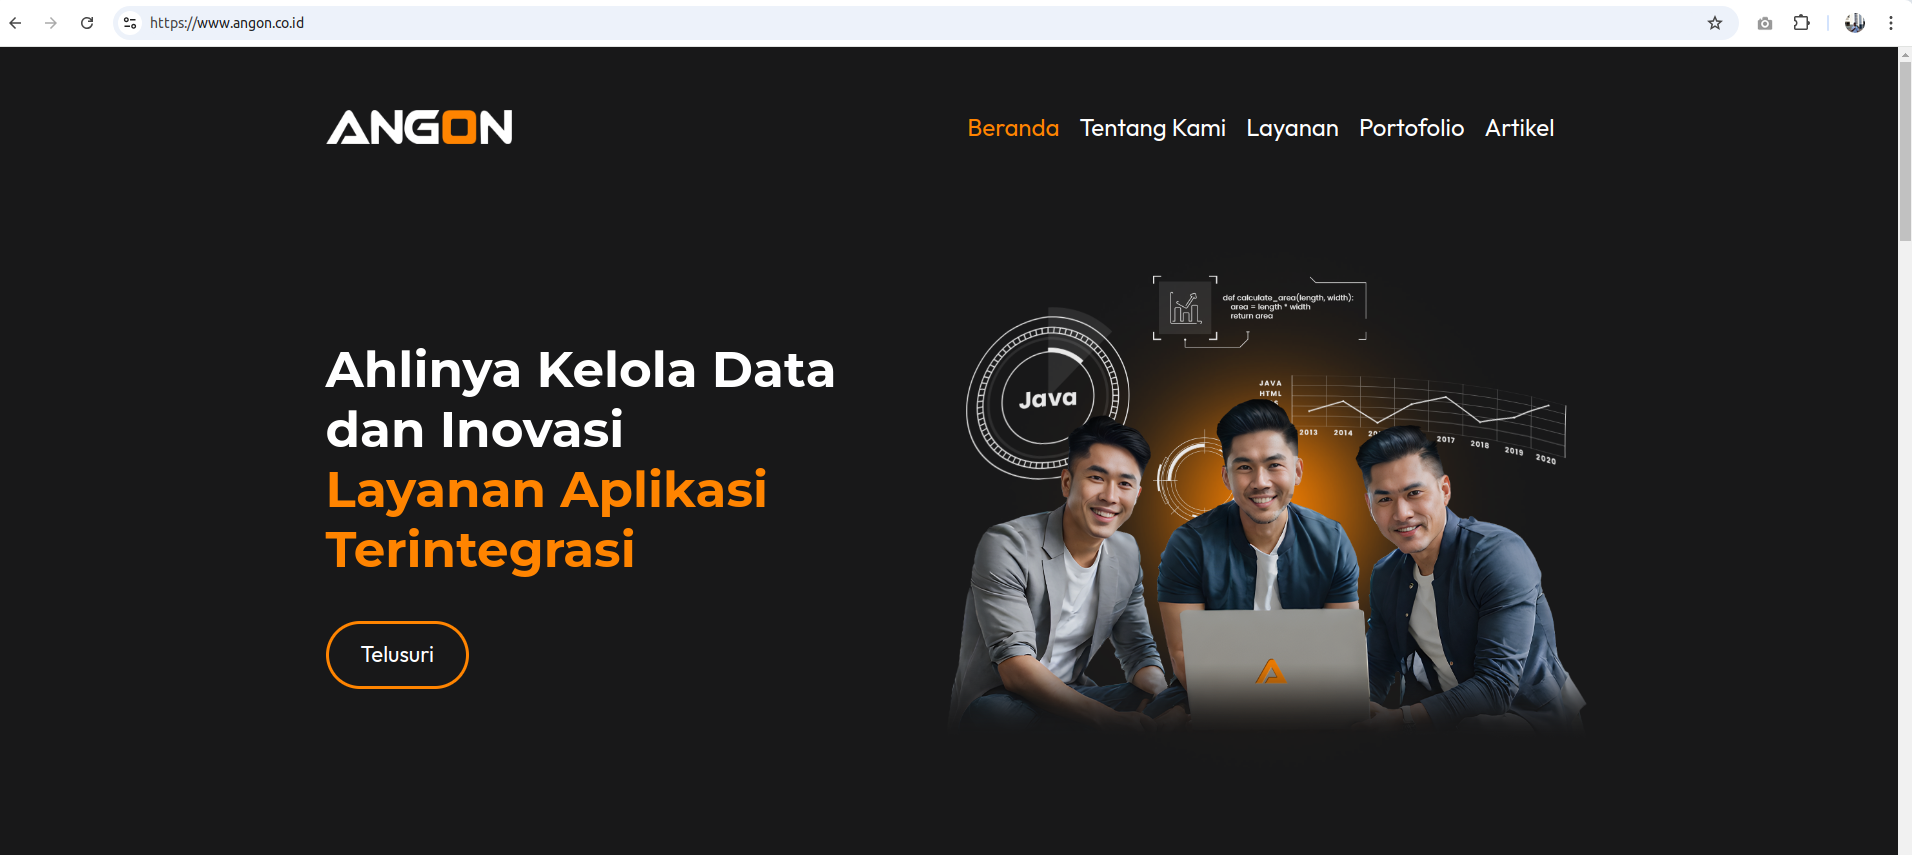 https://www.angon.co.id
ANGON
Beranda Tentang Kami Layanan Portofolio Artikel
def calculate_area(length, width):
area = length * width
return area
Java
JAVA
HTML
2013 2014 2017 2018 2019 2020
Ahlinya Kelola Data
dan Inovasi
Layanan Aplikasi
Terintegrasi
Telusuri